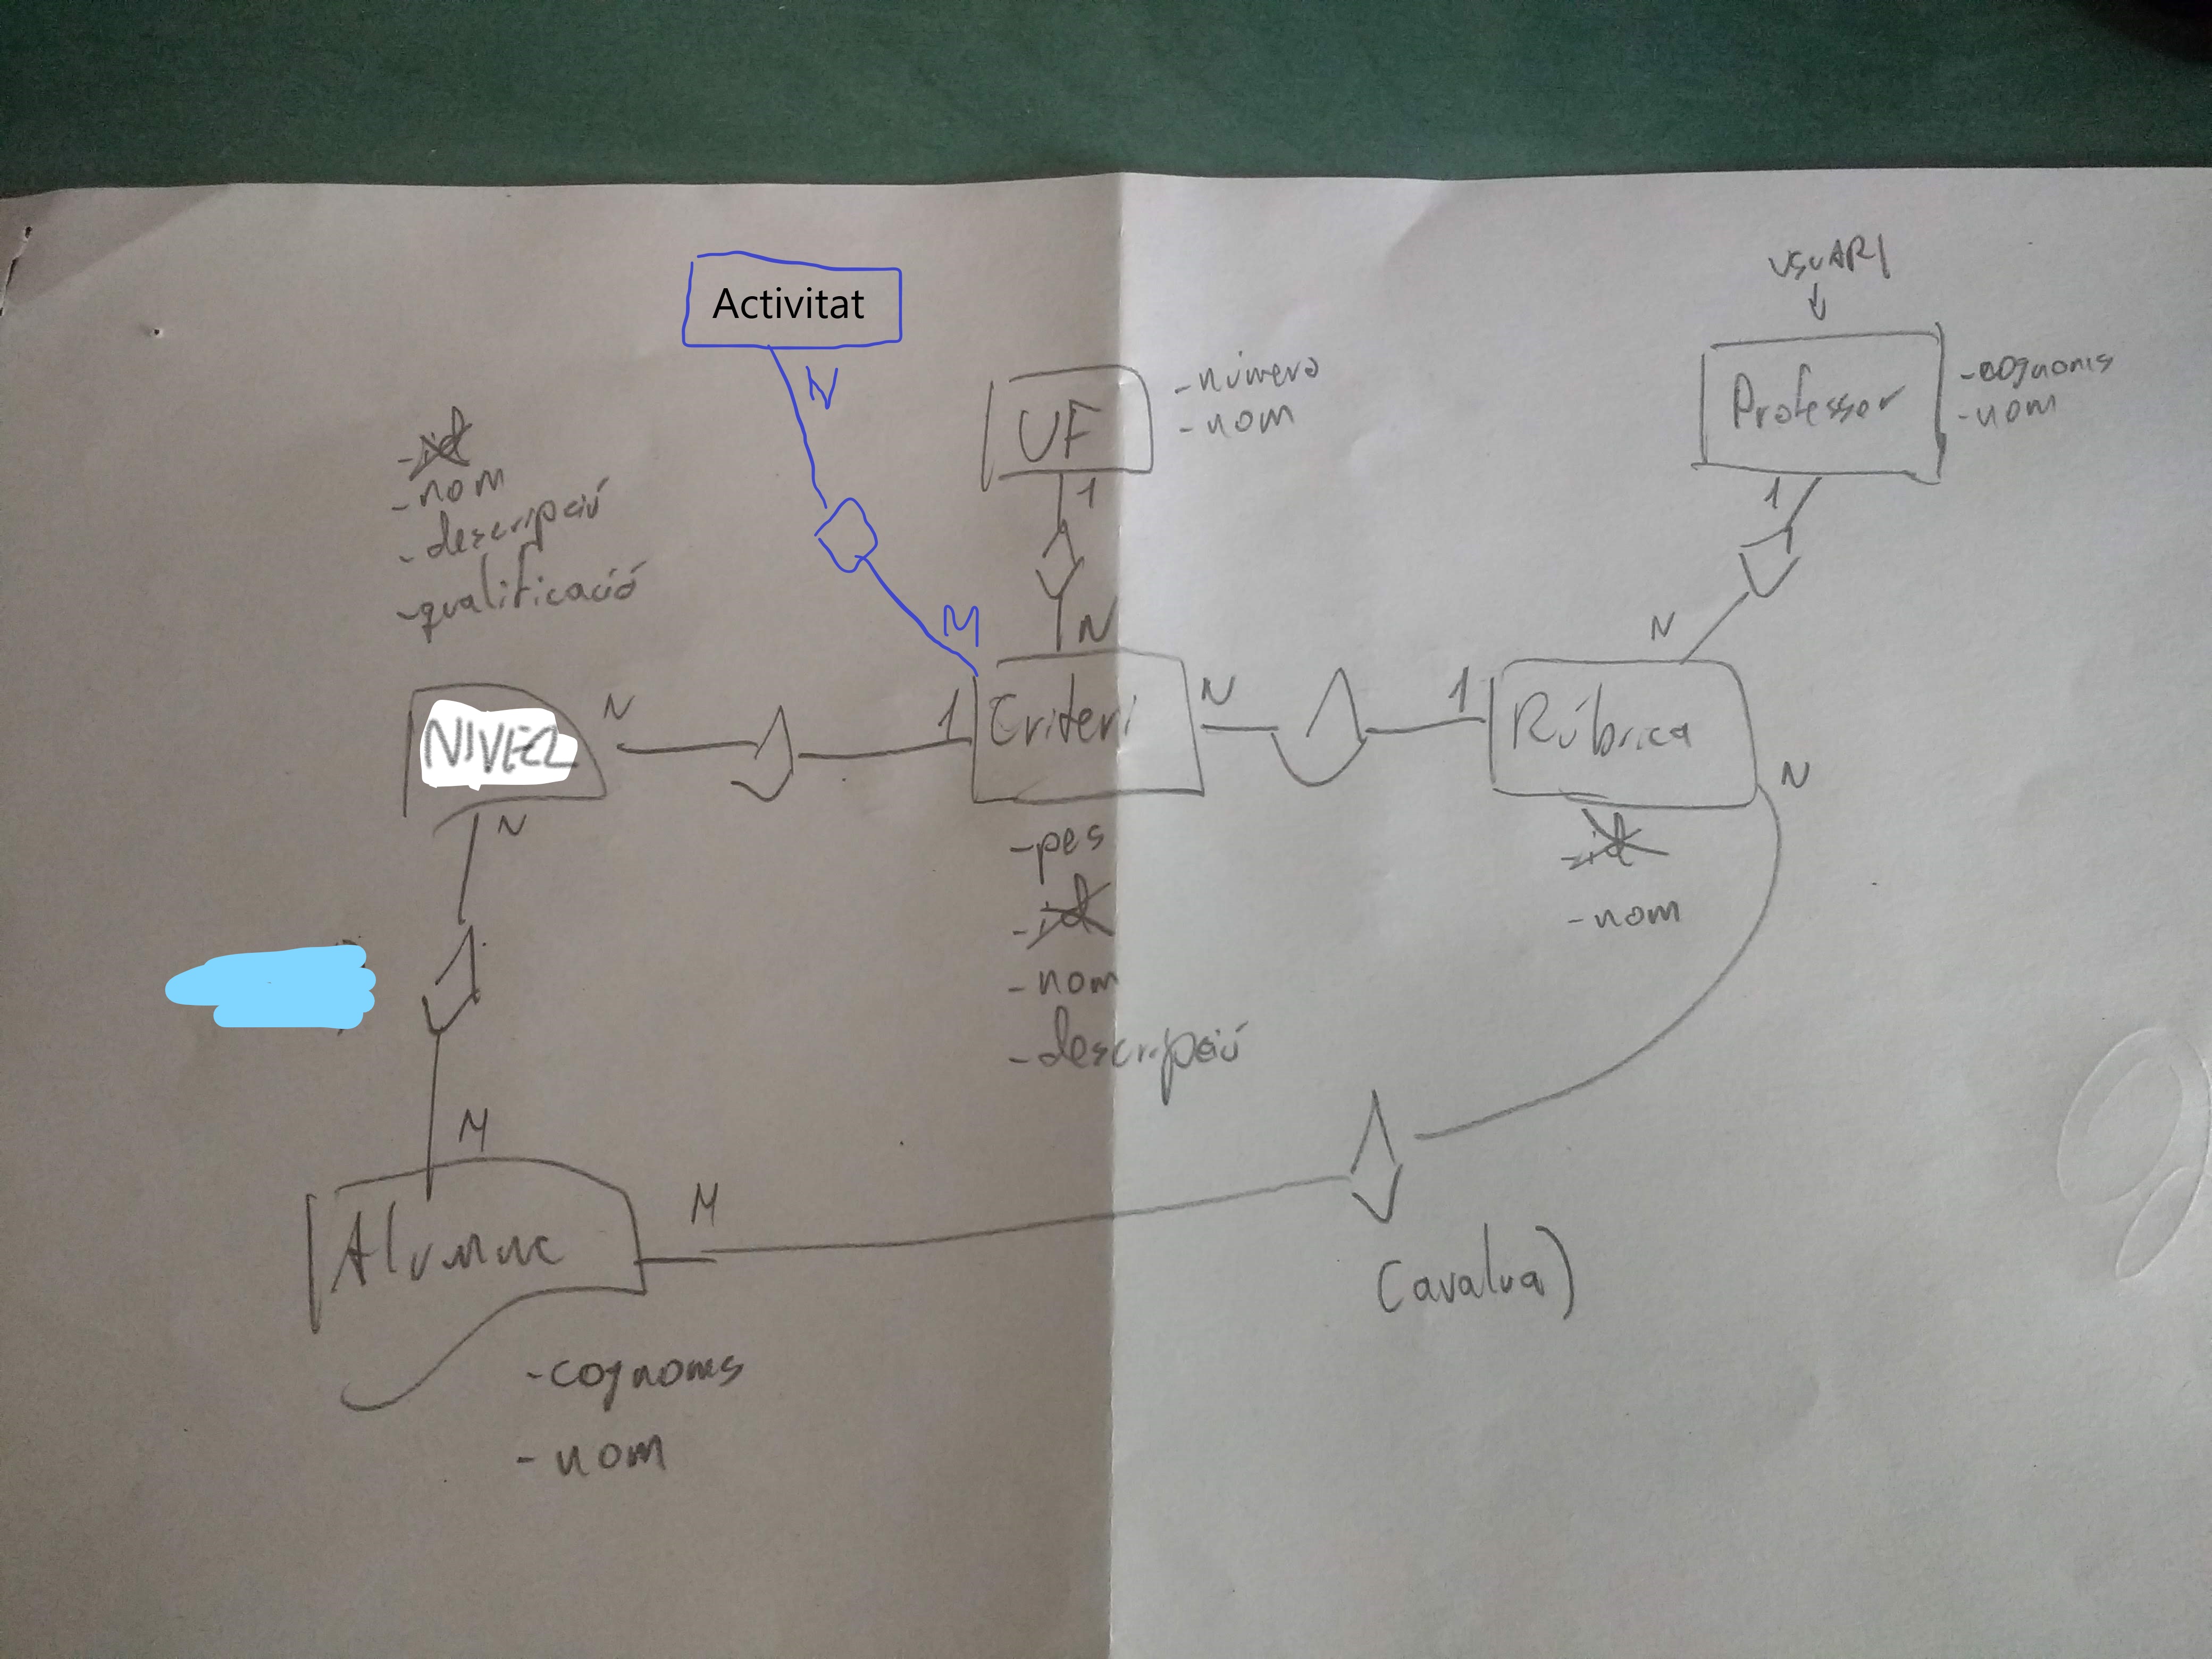 USUARI
Activitat
N
UF
-número
-nom
Professor
-cognoms
-nom
-id
-nom
-descripció
-qualificació
1
1
M
N
N
NIVELL
N
1
Criteri
N
1
Rúbrica
N
N
-pes
-id
-nom
-descripció
-id
-nom
M
Alumne
M
(avalua)
-cognoms
-nom